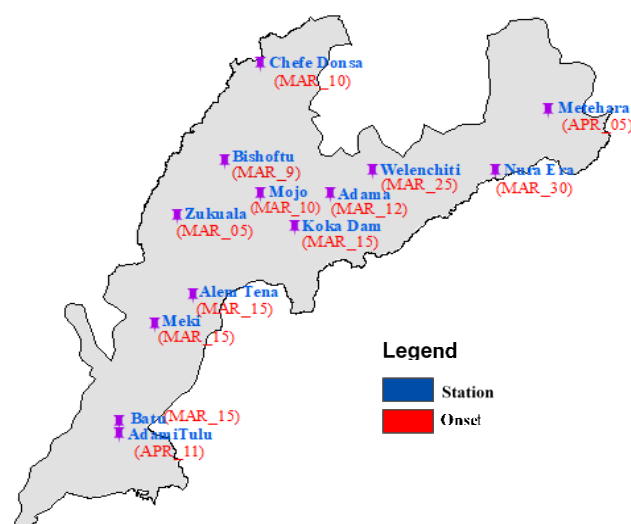 Chefe Donsa
(MAR_10)
Metehara
(APR_05)
Bishoftu
(MAR_9)
Welenchiti
(MAR_25)
Nura Era
(MAR_30)
Mojo
(MAR_10)
Adama
(MAR_12)
Zukuala
(MAR_05)
Koka Dam
(MAR_15)
Alem Tena
(MAR_15)
Meki
(MAR_15)
Batu (MAR_15)
AdamiTulu
(APR_11)
Legend
Station
Onset